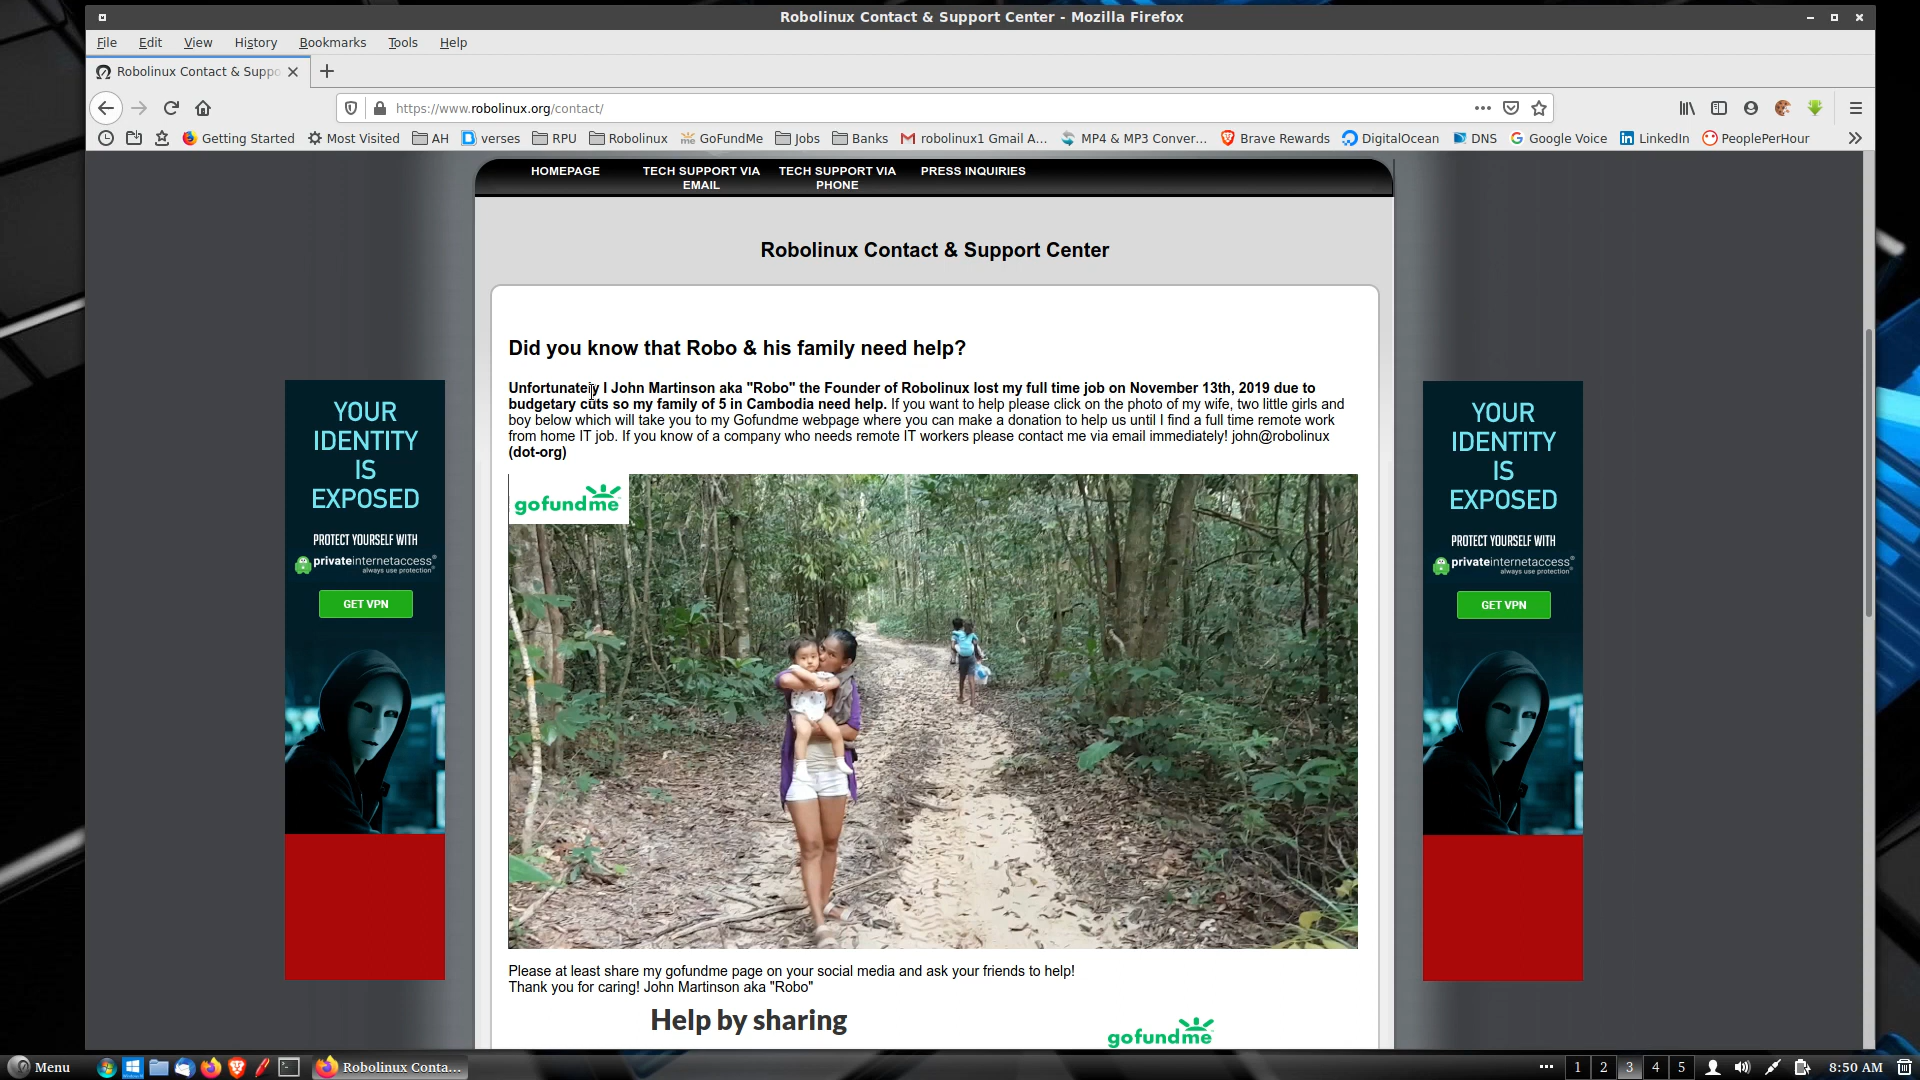 Robolinux Contact & Support Center - Mozilla Firefox
File Edit View History Bookmarks Tools Help
Robolinux Contact & Suppo
https://www.robolinux.org/contact/
Getting Started Most Visited AH verses RPU Robolinux GoFundMe Jobs Banks robolinux1 Gmail A... MP4 & MP3 Conver... Brave Rewards DigitalOcean DNS Google Voice LinkedIn PeoplePerHour
HOMEPAGE TECH SUPPORT VIA EMAIL TECH SUPPORT VIA PHONE PRESS INQUIRIES
Robolinux Contact & Support Center
Did you know that Robo & his family need help?
Unfortunately I John Martinson aka "Robo" the Founder of Robolinux lost my full time job on November 13th, 2019 due to
budgetary cuts so my family of 5 in Cambodia need help. If you want to help please click on the photo of my wife, two little girls and
boy below which will take you to my Gofundme webpage where you can make a donation to help us until I find a full time remote work
from home IT job. If you know of a company who needs remote IT workers please contact me via email immediately! john@robolinux
(dot-org)
gofundme
Please at least share my gofundme page on your social media and ask your friends to help!
Thank you for caring! John Martinson aka "Robo"
Help by sharing
gofundme
YOUR
IDENTITY
IS
EXPOSED
PROTECT YOURSELF WITH
privateinternetaccess®
always use protection®
GET VPN
YOUR
IDENTITY
IS
EXPOSED
PROTECT YOURSELF WITH
privateinternetaccess®
always use protection®
GET VPN
Menu Robolinux Conta... 1 2 3 4 5 8:50 AM